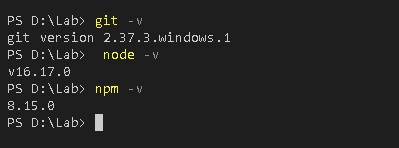 PS D:\Lab> git -v
git version 2.37.3.windows.1
PS D:\Lab>  node -v
v16.17.0
PS D:\Lab> npm -v
8.15.0
PS D:\Lab>